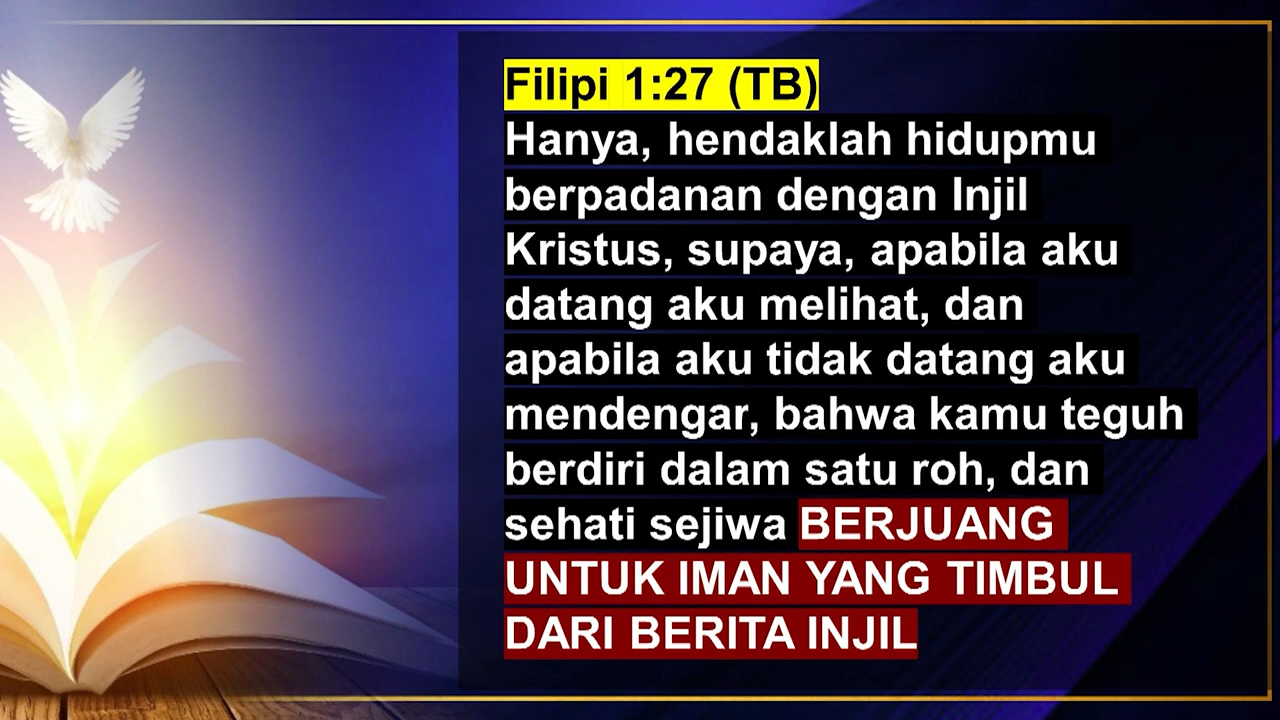 Filipi 1:27 (TB)
Hanya, hendaklah hidupmu
berpadanan dengan Injil
Kristus, supaya, apabila aku
datang aku melihat, dan
apabila aku tidak datang aku
mendengar, bahwa kamu teguh
berdiri dalam satu roh, dan
sehati sejiwa BERJUANG
UNTUK IMAN YANG TIMBUL
DARI BERITA INJIL